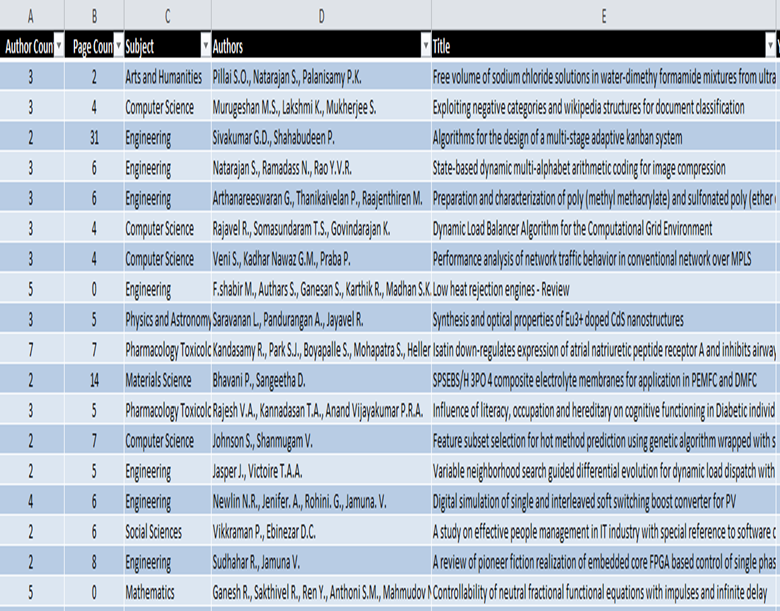 A B C D E
Author Coun Page Coun Subject Authors Title
3 2 Arts and Humanities Pillai S.O., Natarajan S., Palanisamy P.K. Free volume of sodium chloride solutions in water-dimethy formamide mixtures from ultra
3 4 Computer Science Murugeshan M.S., Lakshmi K., Mukherjee S. Exploiting negative categories and wikipedia structures for document classification
2 31 Engineering Sivakumar G.D., Shahabudeen P. Algorithms for the design of a multi-stage adaptive kanban system
3 6 Engineering Natarajan S., Ramadass N., Rao Y.V.R. State-based dynamic multi-alphabet arithmetic coding for image compression
3 6 Engineering Arthanareeswaran G., Thanikaivelan P., Raajenthiren M. Preparation and characterization of poly (methyl methacrylate) and sulfonated poly (ether
3 4 Computer Science Rajavel R., Somasundaram T.S., Govindarajan K. Dynamic Load Balancer Algorithm for the Computational Grid Environment
3 4 Computer Science Veni S., Kadhar Nawaz G.M., Praba P. Performance analysis of network traffic behavior in conventional network over MPLS
5 0 Engineering F.shabir M., Authars S., Ganesan S., Karthik R., Madhan S.K. Low heat rejection engines - Review
3 5 Physics and Astronomy Saravanan L., Pandurangan A., Jayavel R. Synthesis and optical properties of Eu3+ doped CdS nanostructures
7 7 Pharmacology Toxicolc Kandasamy R., Park S.J., Boyapalle S., Mohapatra S., Heller Isatin down-regulates expression of atrial natriuretic peptide receptor A and inhibits airway
2 14 Materials Science Bhavani P., Sangeetha D. SPSEBS/H 3PO 4 composite electrolyte membranes for application in PEMFC and DMFC
3 5 Pharmacology Toxicolc Rajesh V.A., Kannadasan T.A., Anand Vijayakumar P.R.A. Influence of literacy, occupation and hereditary on cognitive functioning in Diabetic individ
2 7 Computer Science Johnson S., Shanmugam V. Feature subset selection for hot method prediction using genetic algorithm wrapped with s
2 5 Engineering Jasper J., Victoire T.A.A. Variable neighborhood search guided differential evolution for dynamic load dispatch with
4 6 Engineering Newlin N.R., Jenifer. A., Rohini. G., Jamuna. V. Digital simulation of single and interleaved soft switching boost converter for PV
2 6 Social Sciences Vikkraman P., Ebinezar D.C. A study on effective people management in IT industry with special reference to software c
2 8 Engineering Sudhahar R., Jamuna V. A review of pioneer fiction realization of embedded core FPGA based control of single phas
5 0 Mathematics Ganesh R., Sakthivel R., Ren Y., Anthoni S.M., Mahmudov N Controllability of neutral fractional functional equations with impulses and infinite delay